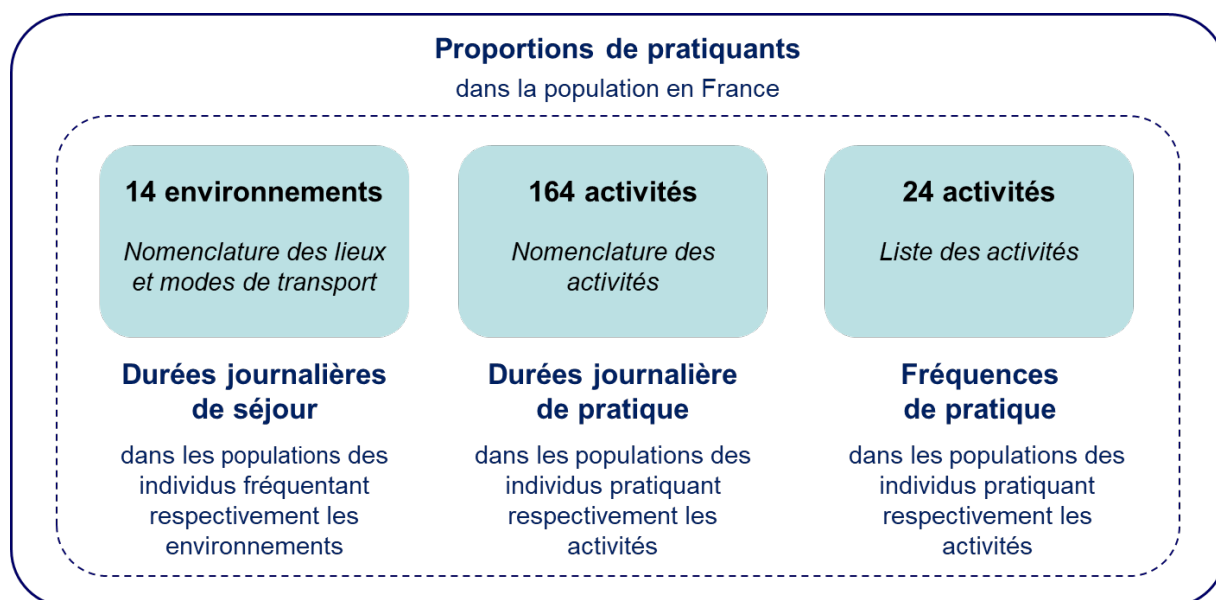 Proportions de pratiquants
dans la population en France
14 environnements
Nomenclature des lieux
et modes de transport
Durées journalières
de séjour
dans les populations des
individus fréquentant
respectivement les
environnements
164 activités
Nomenclature des
activités
Durées journalière
de pratique
dans les populations des
individus pratiquant
respectivement les
activités
24 activités
Liste des activités
Fréquences
de pratique
dans les populations des
individus pratiquant
respectivement les
activités